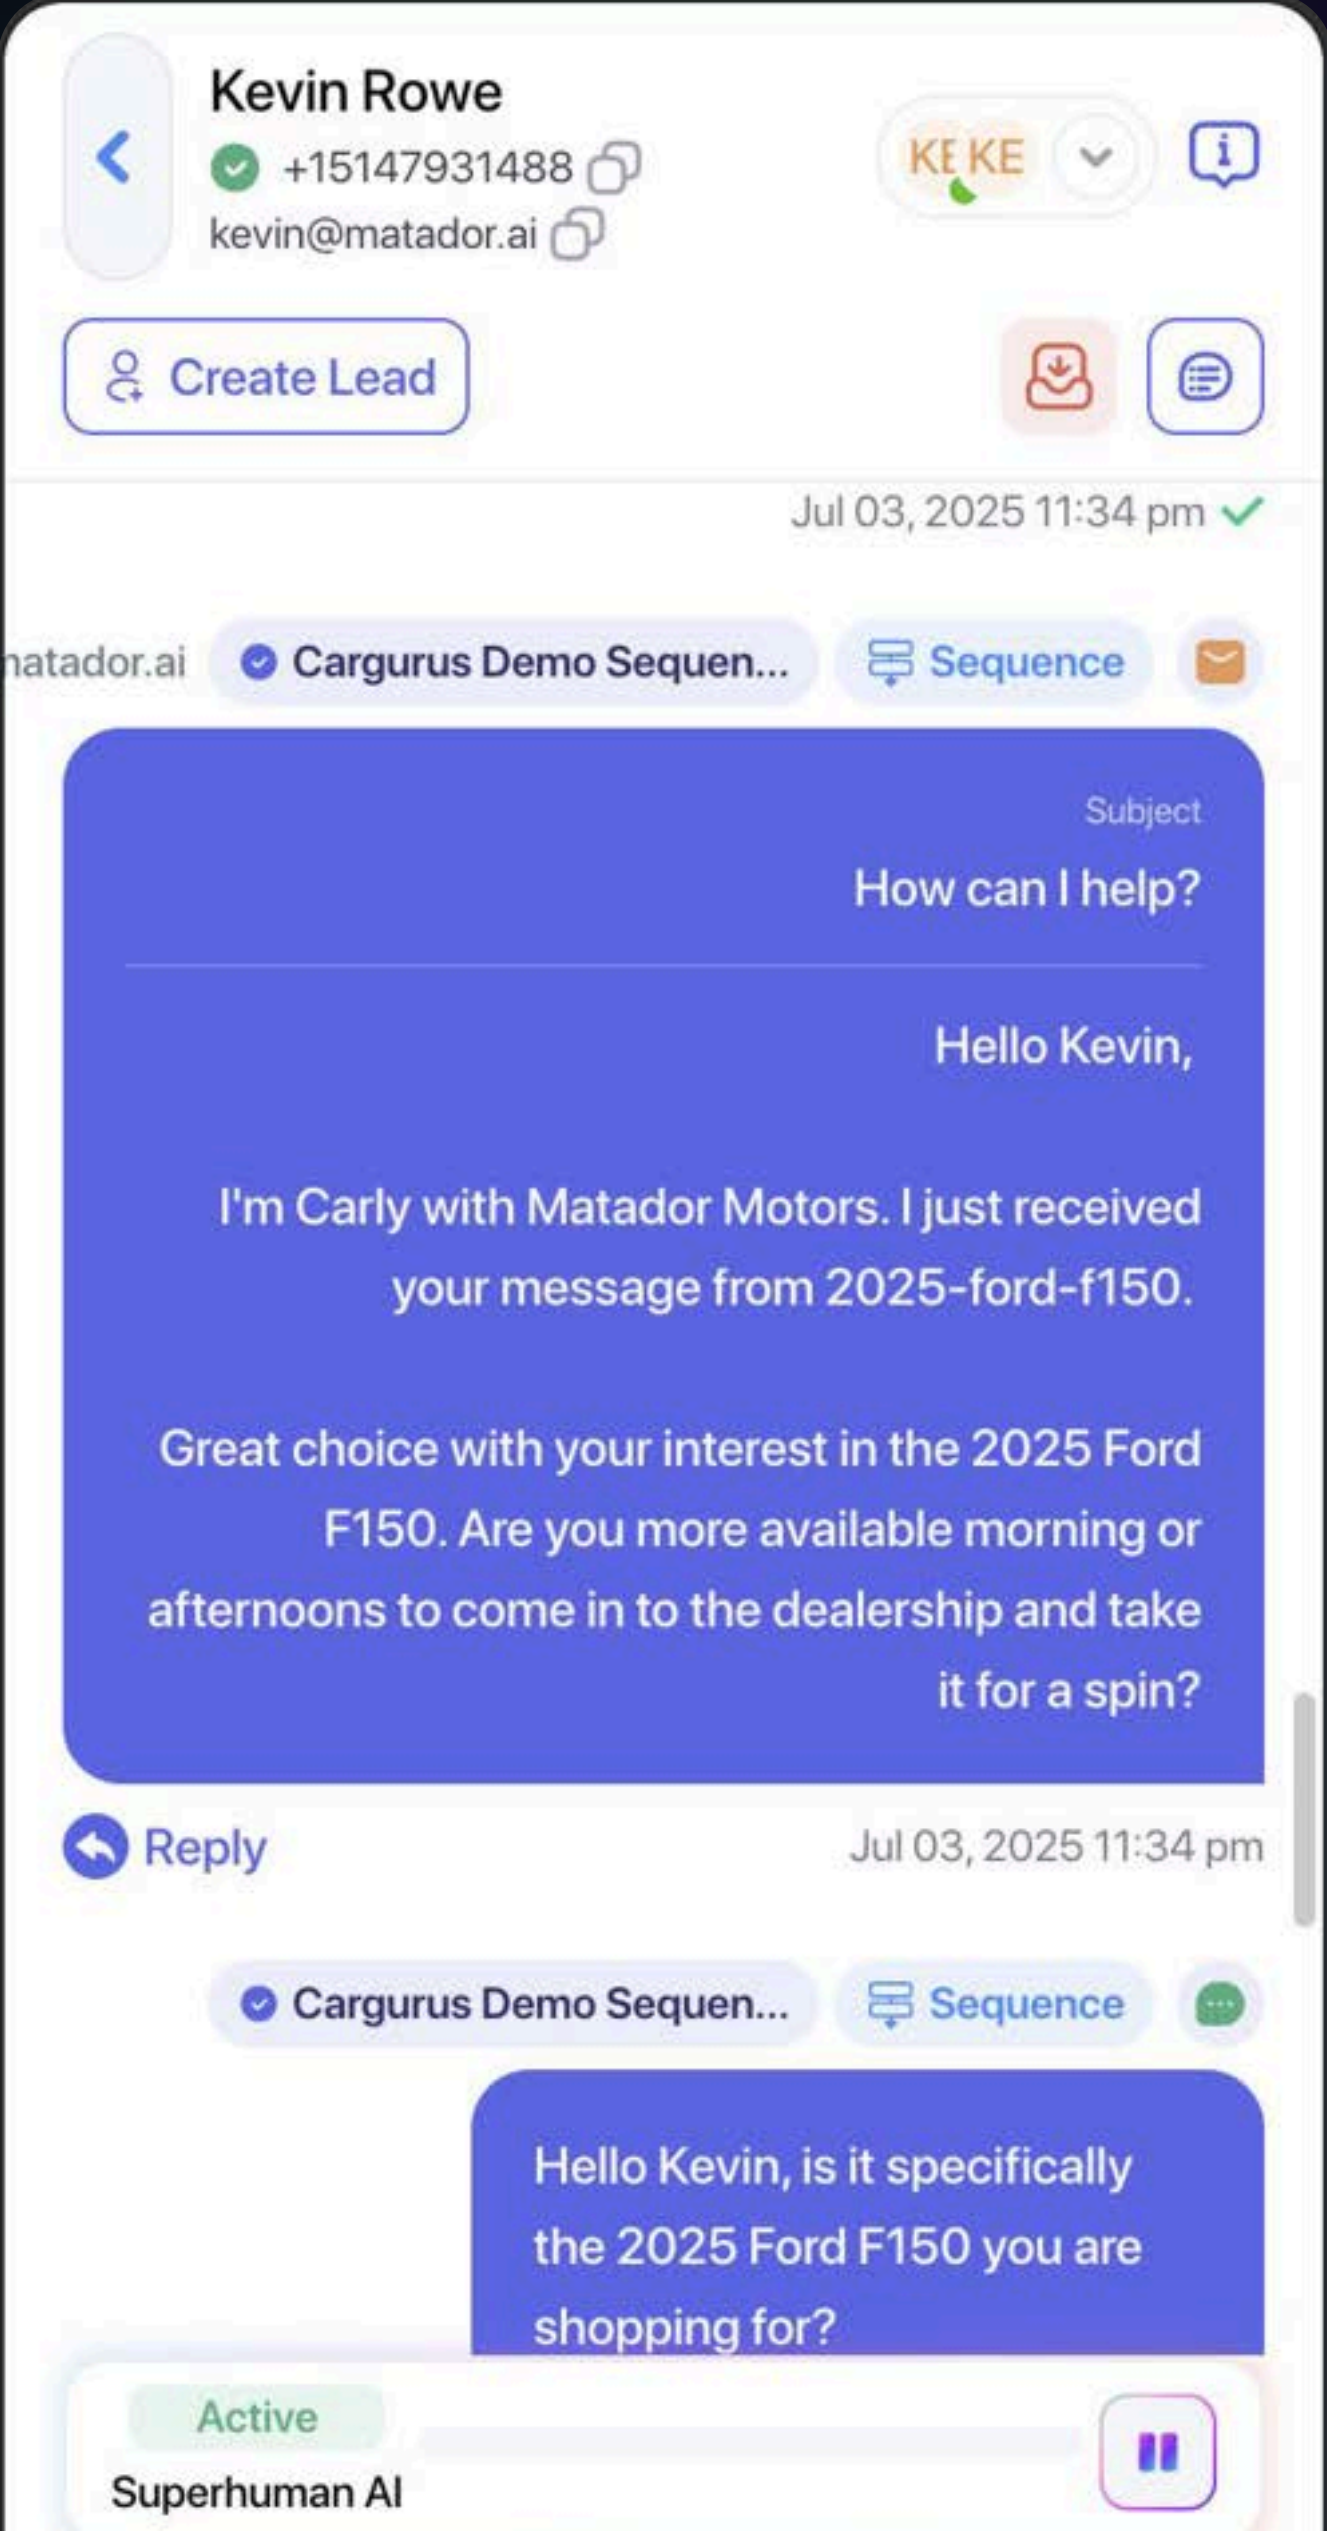 Kevin Rowe
+15147931488
kevin@matador.ai
KE KE
Create Lead
Jul 03, 2025 11:34 pm
matador.ai Cargurus Demo Sequen... Sequence
Subject
How can I help?
Hello Kevin,
I'm Carly with Matador Motors. I just received
your message from 2025-ford-f150.
Great choice with your interest in the 2025 Ford
F150. Are you more available morning or
afternoons to come in to the dealership and take
it for a spin?
Reply Jul 03, 2025 11:34 pm
Cargurus Demo Sequen... Sequence
Hello Kevin, is it specifically
the 2025 Ford F150 you are
shopping for?
Active
Superhuman AI